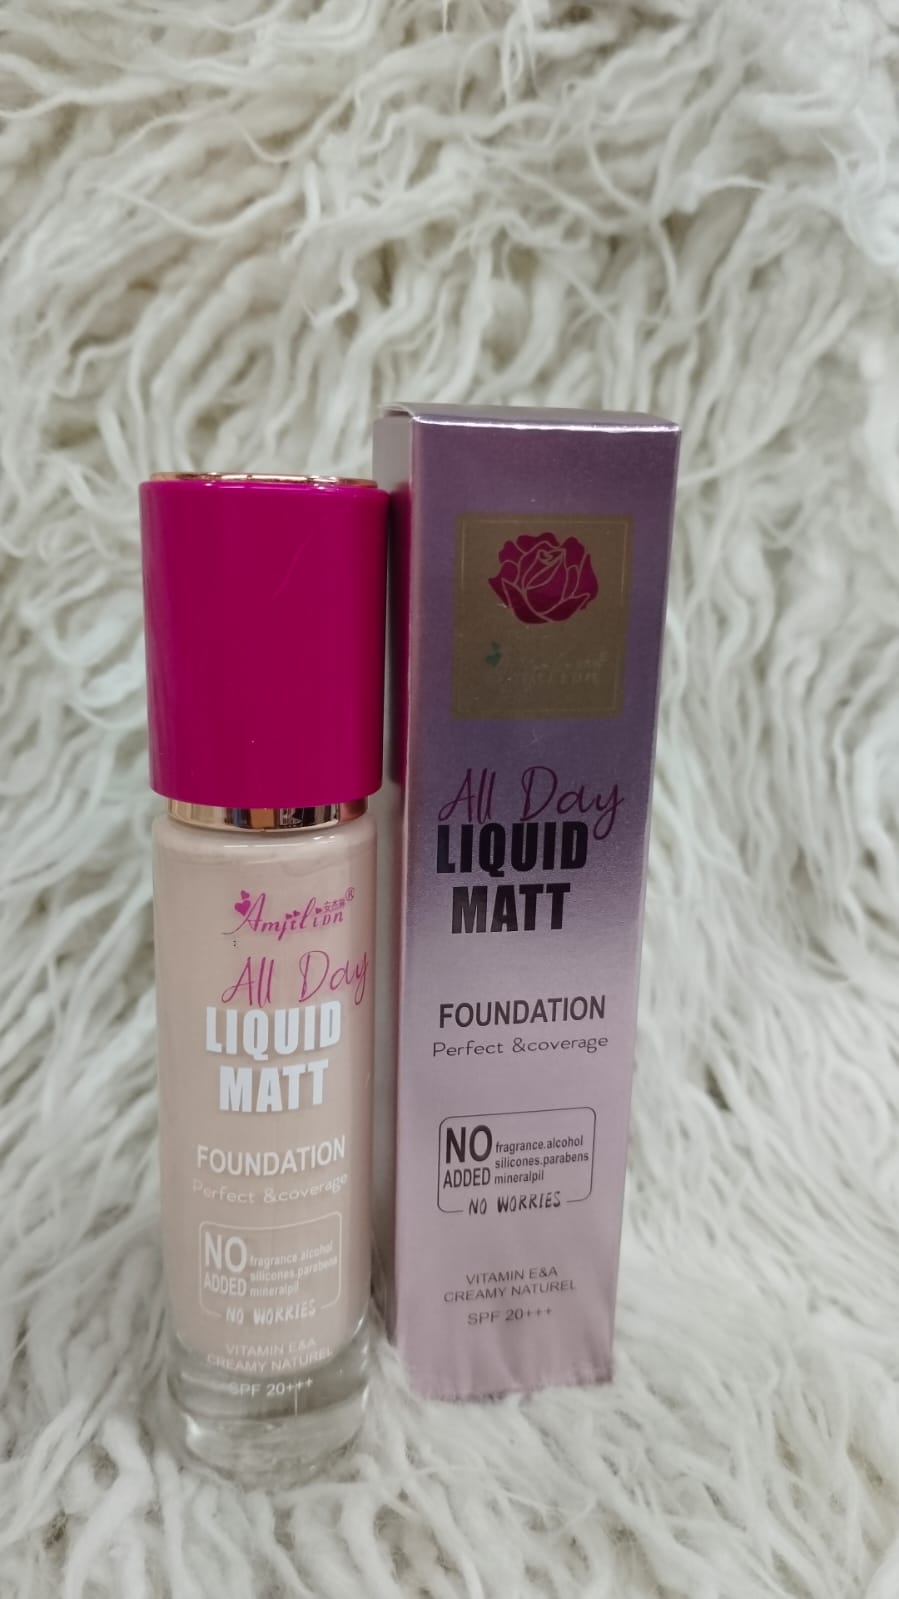 Amjilidn®
All Day
LIQUID
MATT
FOUNDATION
Perfect &coverage
NO ADDED
fragrance.alcohol
silicones.parabens
mineralpil
NO WORRIES
VITAMIN E&A
CREAMY NATUREL
SPF 20+++
All Day
LIQUID
MATT
FOUNDATION
Perfect &coverage
NO ADDED
fragrance.alcohol
silicones.parabens
mineralpil
NO WORRIES
VITAMIN E&A
CREAMY NATUREL
SPF 20+++